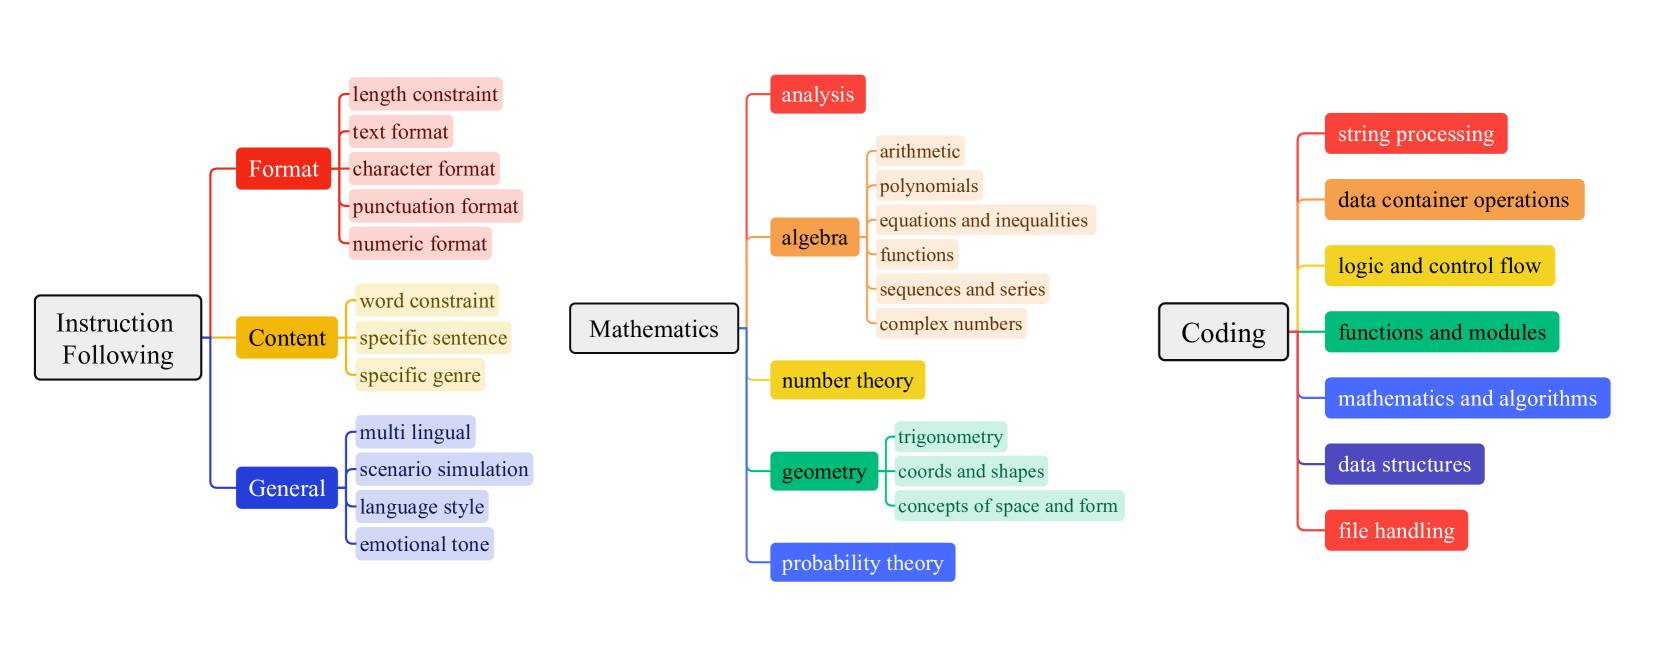 Instruction
Following
Format
length constraint
text format
character format
punctuation format
numeric format
Content
word constraint
specific sentence
specific genre
General
multi lingual
scenario simulation
language style
emotional tone
Mathematics
analysis
algebra
arithmetic
polynomials
equations and inequalities
functions
sequences and series
complex numbers
number theory
geometry
trigonometry
coords and shapes
concepts of space and form
probability theory
Coding
string processing
data container operations
logic and control flow
functions and modules
mathematics and algorithms
data structures
file handling